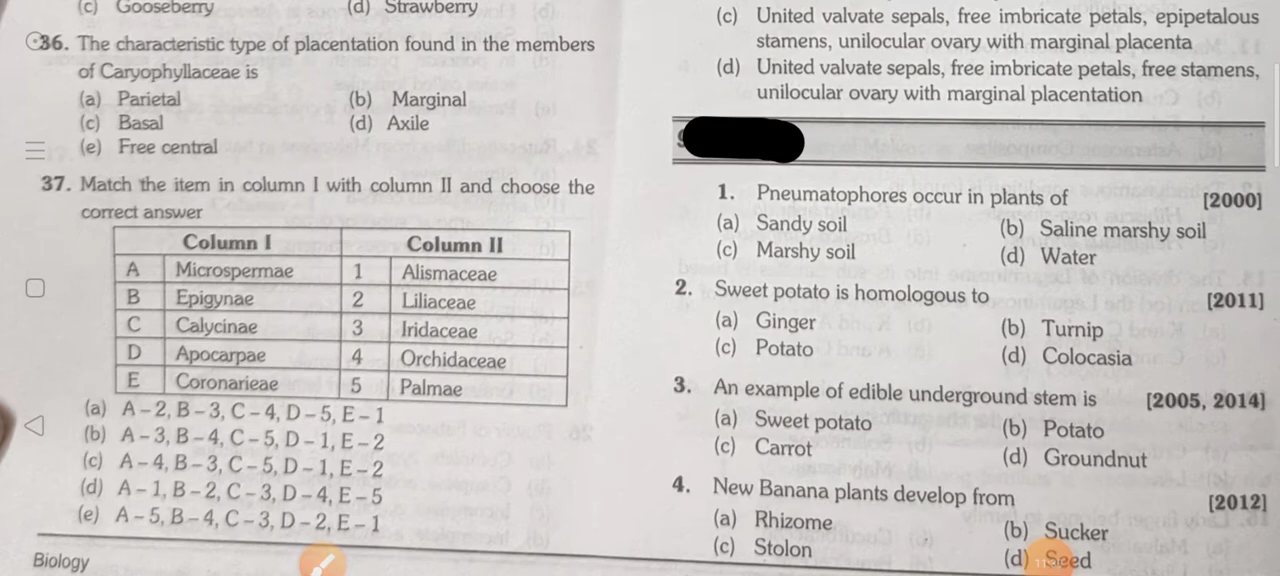 (c) Gooseberry (d) Strawberry
36. The characteristic type of placentation found in the members
of Caryophyllaceae is
(a) Parietal (b) Marginal
(c) Basal (d) Axile
(e) Free central
37. Match the item in column I with column II and choose the
correct answer
Column I Column II
A Microspermae 1 Alismaceae
B Epigynae 2 Liliaceae
C Calycinae 3 Iridaceae
D Apocarpae 4 Orchidaceae
E Coronarieae 5 Palmae
(a) A – 2, B – 3, C – 4, D – 5, E – 1
(b) A – 3, B – 4, C – 5, D – 1, E – 2
(c) A – 4, B – 3, C – 5, D – 1, E – 2
(d) A – 1, B – 2, C – 3, D – 4, E – 5
(e) A – 5, B – 4, C – 3, D – 2, E – 1
Biology
(c) United valvate sepals, free imbricate petals, epipetalous
stamens, unilocular ovary with marginal placenta
(d) United valvate sepals, free imbricate petals, free stamens,
unilocular ovary with marginal placentation
1. Pneumatophores occur in plants of [2000]
(a) Sandy soil (b) Saline marshy soil
(c) Marshy soil (d) Water
2. Sweet potato is homologous to [2011]
(a) Ginger (b) Turnip
(c) Potato (d) Colocasia
3. An example of edible underground stem is [2005, 2014]
(a) Sweet potato (b) Potato
(c) Carrot (d) Groundnut
4. New Banana plants develop from [2012]
(a) Rhizome (b) Sucker
(c) Stolon (d) Seed